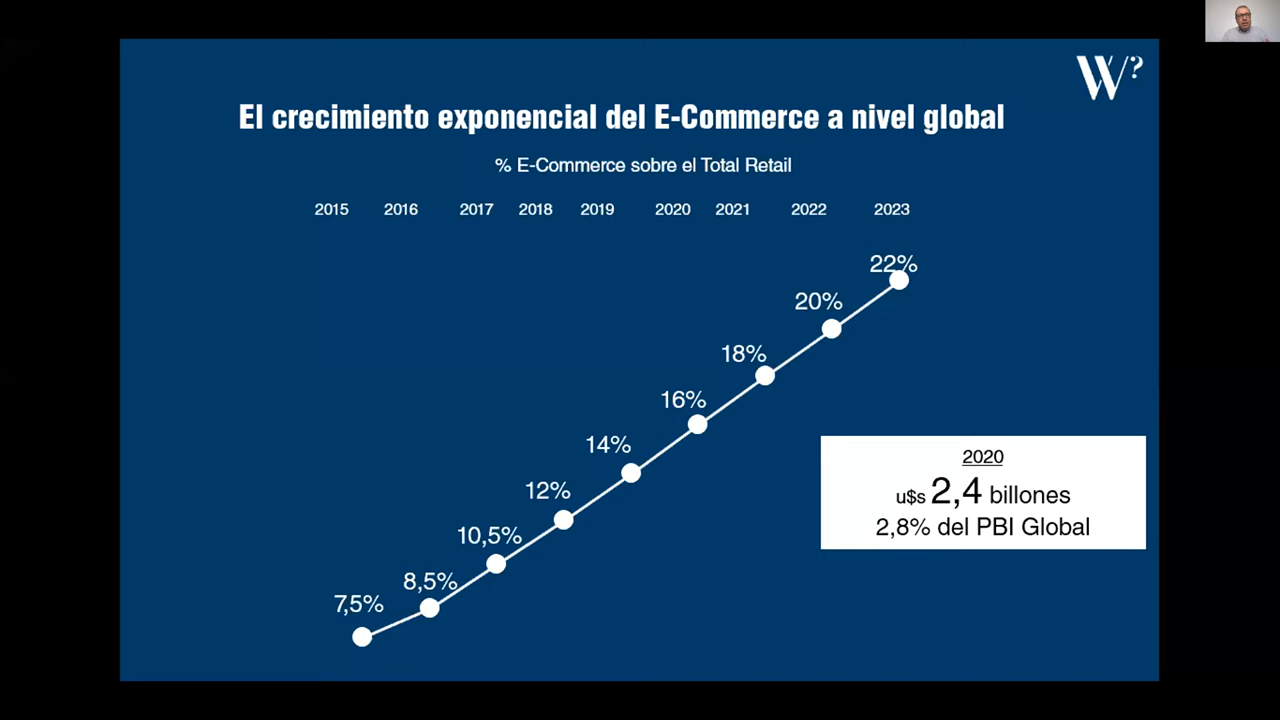 W?
El crecimiento exponencial del E-Commerce a nivel global
% E-Commerce sobre el Total Retail
2015 2016 2017 2018 2019 2020 2021 2022 2023
22%
20%
18%
16%
14%
12%
10,5%
8,5%
7,5%
2020
u$s 2,4 billones
2,8% del PBI Global